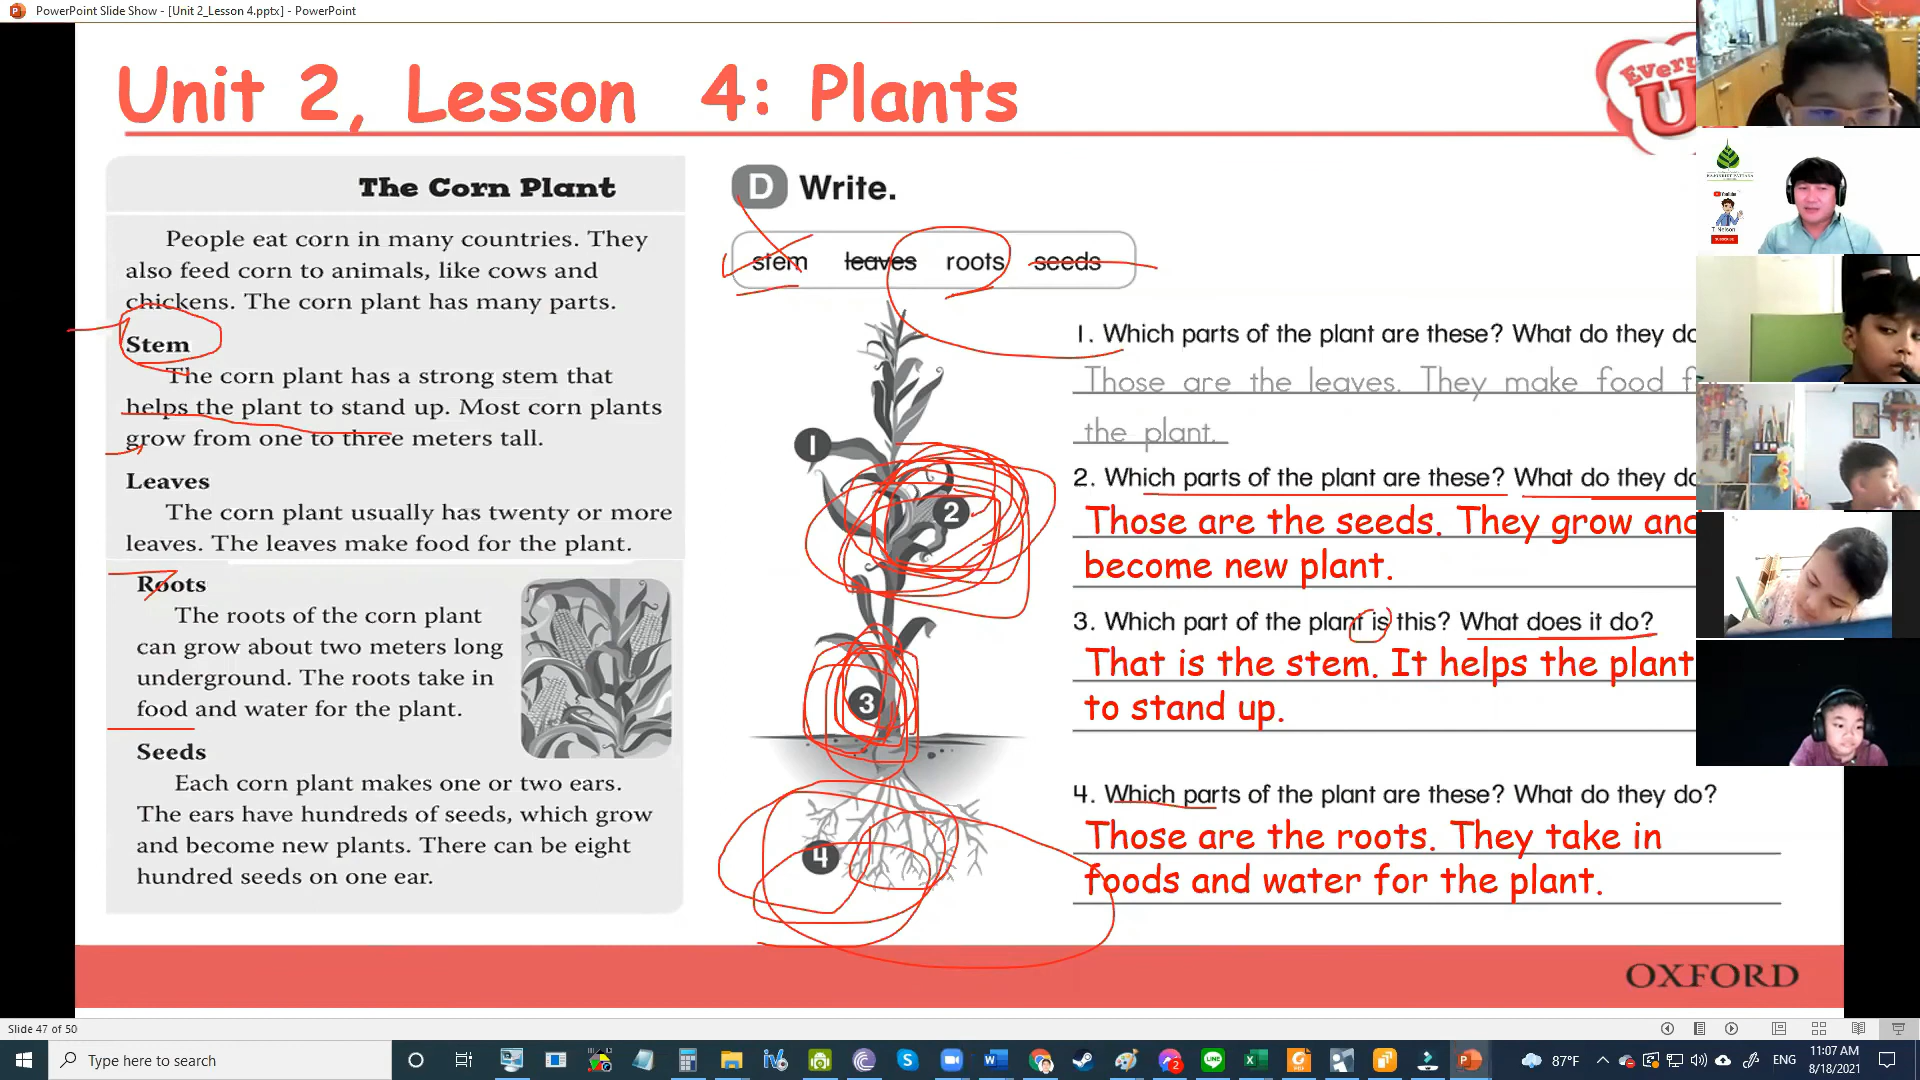 PowerPoint Slide Show - [Unit 2_Lesson 4.pptx] - PowerPoint
Unit 2, Lesson 4: Plants
Every
U
The Corn Plant
People eat corn in many countries. They
also feed corn to animals, like cows and
chickens. The corn plant has many parts.
Stem
The corn plant has a strong stem that
helps the plant to stand up. Most corn plants
grow from one to three meters tall.
Leaves
The corn plant usually has twenty or more
leaves. The leaves make food for the plant.
Roots
The roots of the corn plant
can grow about two meters long
underground. The roots take in
food and water for the plant.
Seeds
Each corn plant makes one or two ears.
The ears have hundreds of seeds, which grow
and become new plants. There can be eight
hundred seeds on one ear.
D Write.
stem leaves roots seeds
1
2
3
4
1. Which parts of the plant are these? What do they do
Those are the leaves. They make food f
the plant.
2. Which parts of the plant are these? What do they do
Those are the seeds. They grow and
become new plant.
3. Which part of the plant is this? What does it do?
That is the stem. It helps the plant
to stand up.
4. Which parts of the plant are these? What do they do?
Those are the roots. They take in
foods and water for the plant.
YouTube
T. Nelson
SUBSCRIBE
OXFORD
Slide 47 of 50
Type here to search
2
87°F
ENG
11:07 AM
8/18/2021